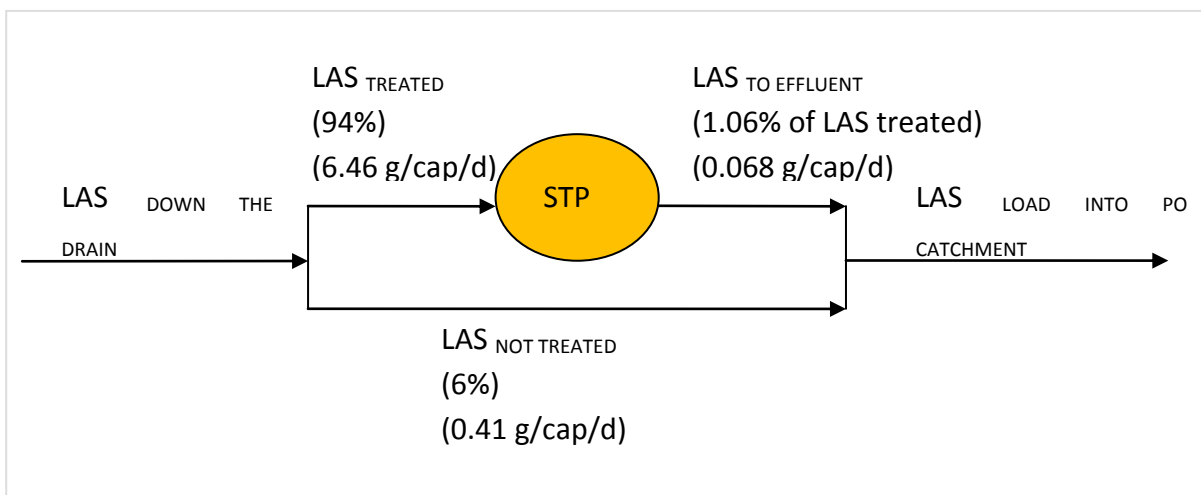 LAS TREATED
(94%)
(6.46 g/cap/d)
LAS TO EFFLUENT
(1.06% of LAS treated)
(0.068 g/cap/d)
LAS DOWN THE
DRAIN
STP
LAS LOAD INTO PO
CATCHMENT
LAS NOT TREATED
(6%)
(0.41 g/cap/d)